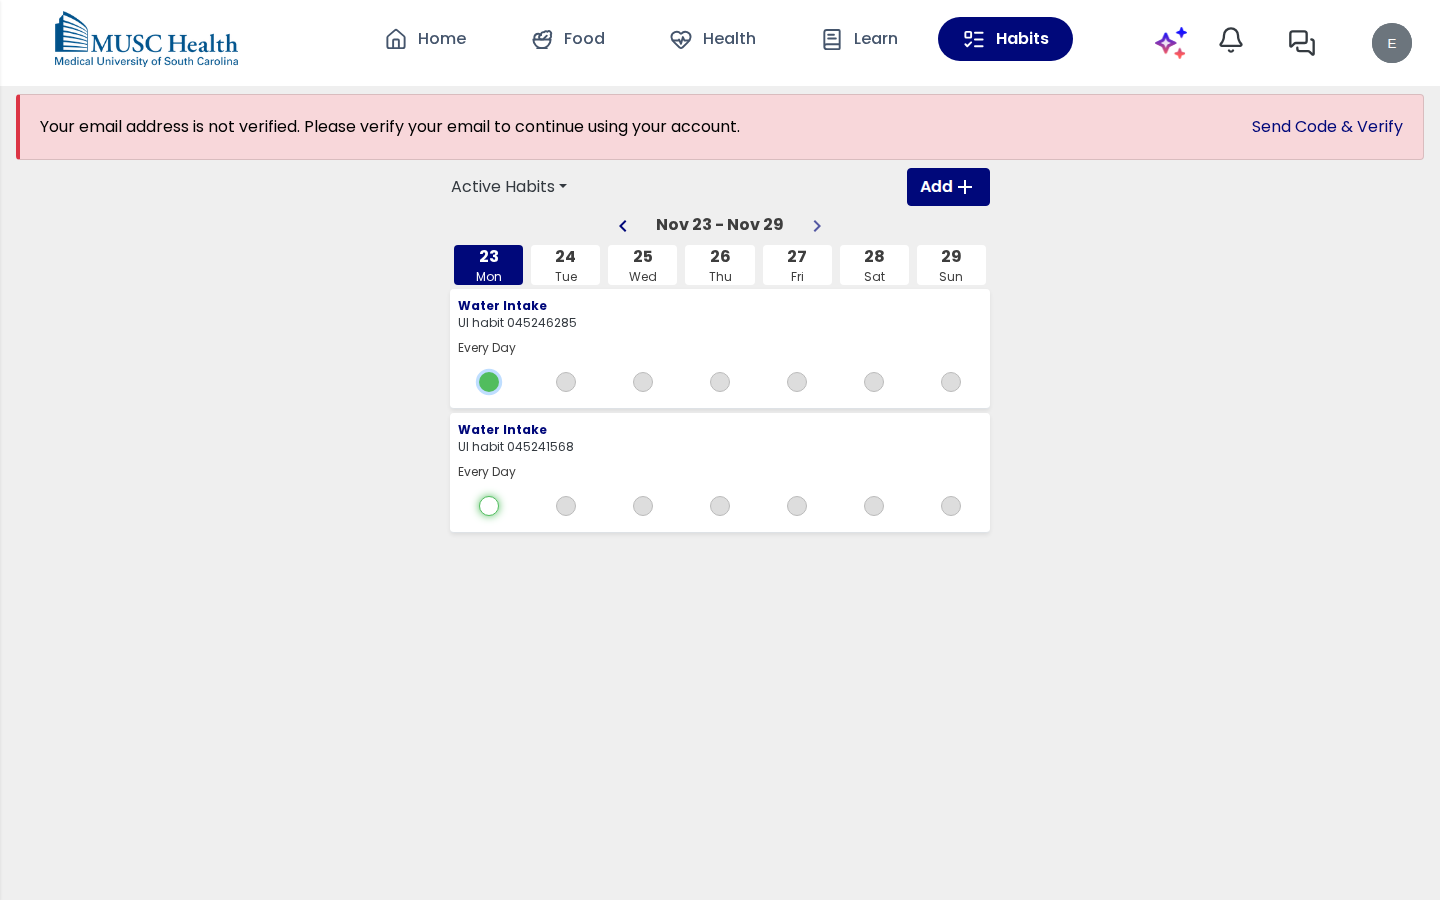 MUSC Health
Medical University of South Carolina
Home
Food
Health
Learn
Habits
E
Your email address is not verified. Please verify your email to continue using your account.
Send Code & Verify
Active Habits
Add
Nov 23 - Nov 29
23 24 25 26 27 28 29
Mon Tue Wed Thu Fri Sat Sun
Water Intake
UI habit 045246285
Every Day
Water Intake
UI habit 045241568
Every Day